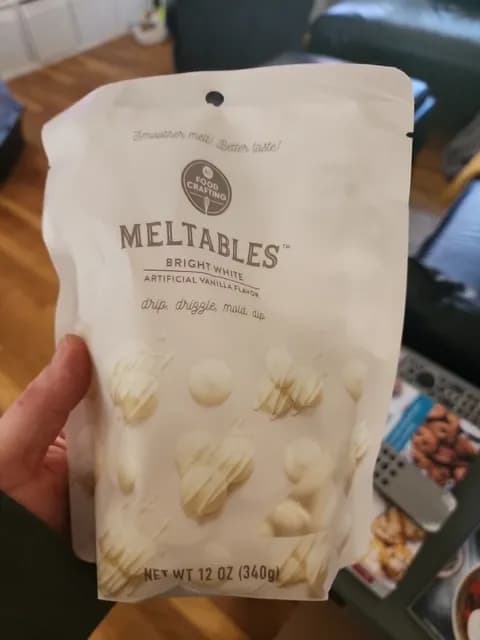 Smoother melt! Better taste!
FOOD
CRAFTING
MELTABLES™
BRIGHT WHITE
ARTIFICIAL VANILLA FLAVOR
drip, drizzle, mold, dip
NET WT 12 OZ (340g)